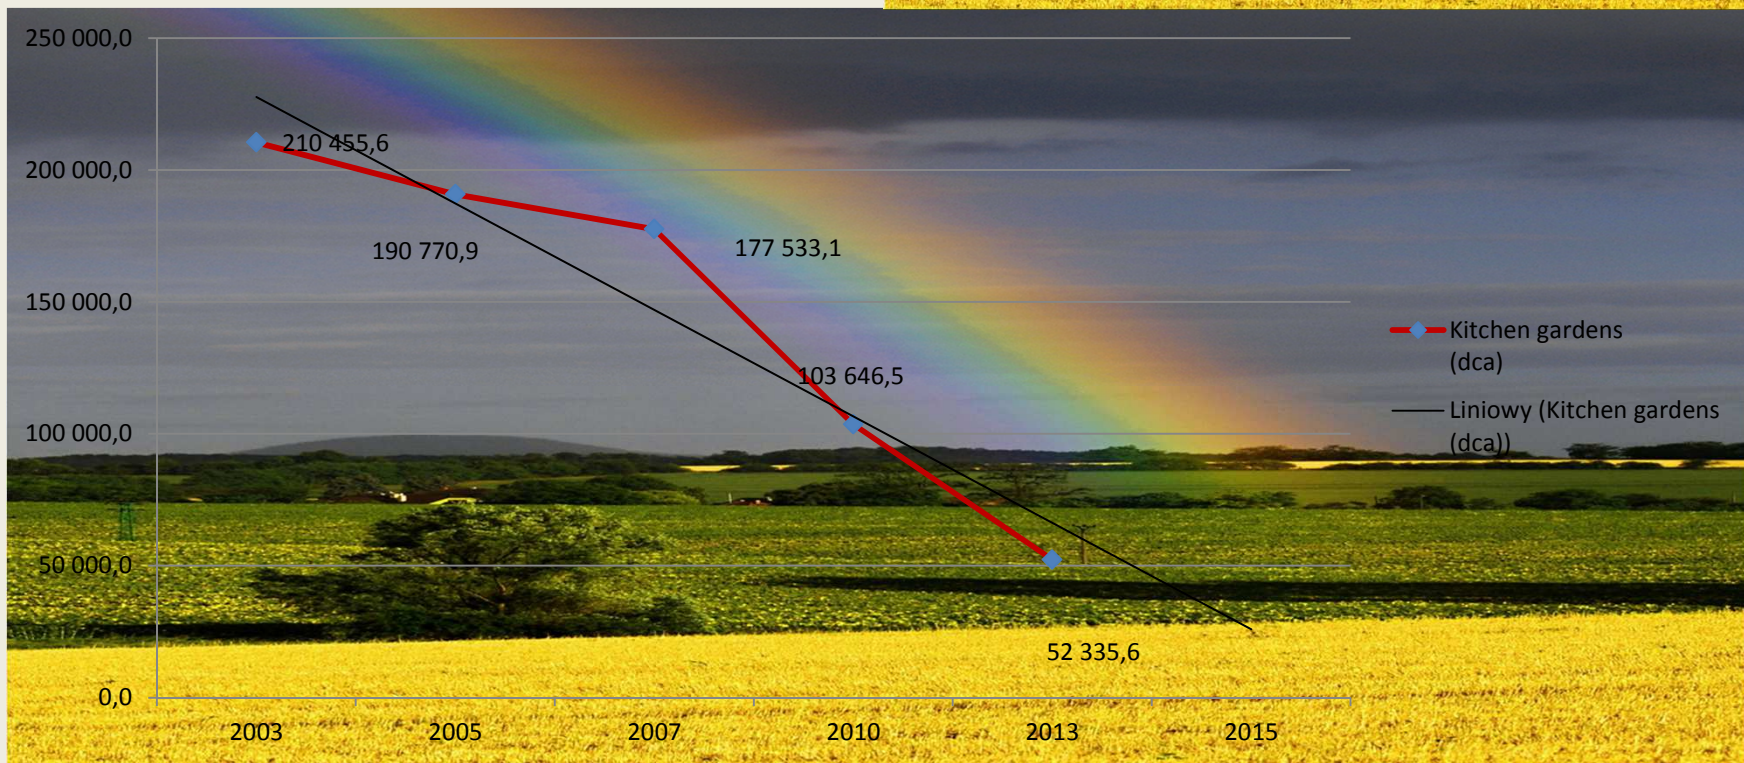 250 000,0
200 000,0
150 000,0
100 000,0
50 000,0
0,0
210 455,6
190 770,9
177 533,1
103 646,5
52 335,6
2003 2005 2007 2010 2013 2015
Kitchen gardens
(dca)
Liniowy (Kitchen gardens
(dca))